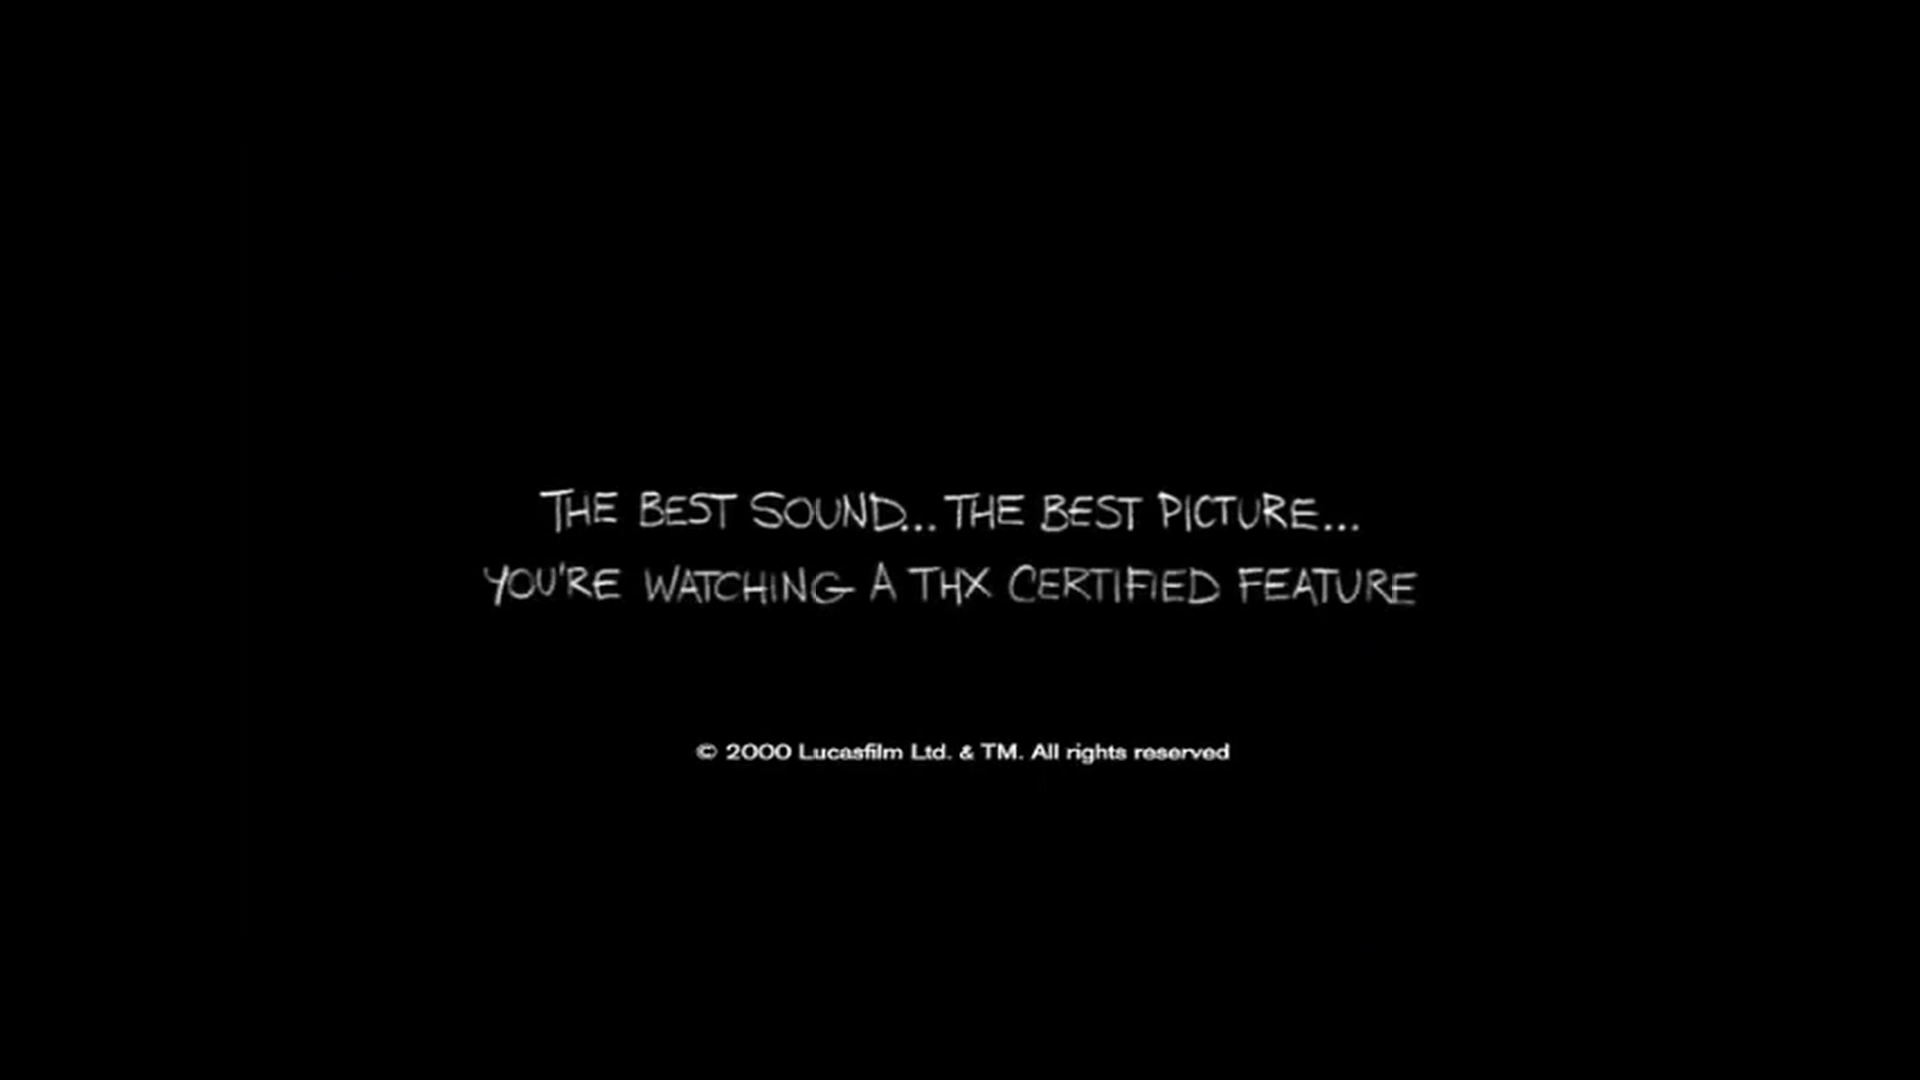 THE BEST SOUND... THE BEST PICTURE...
YOU'RE WATCHING A THX CERTIFIED FEATURE
© 2000 Lucasfilm Ltd. & TM. All rights reserved